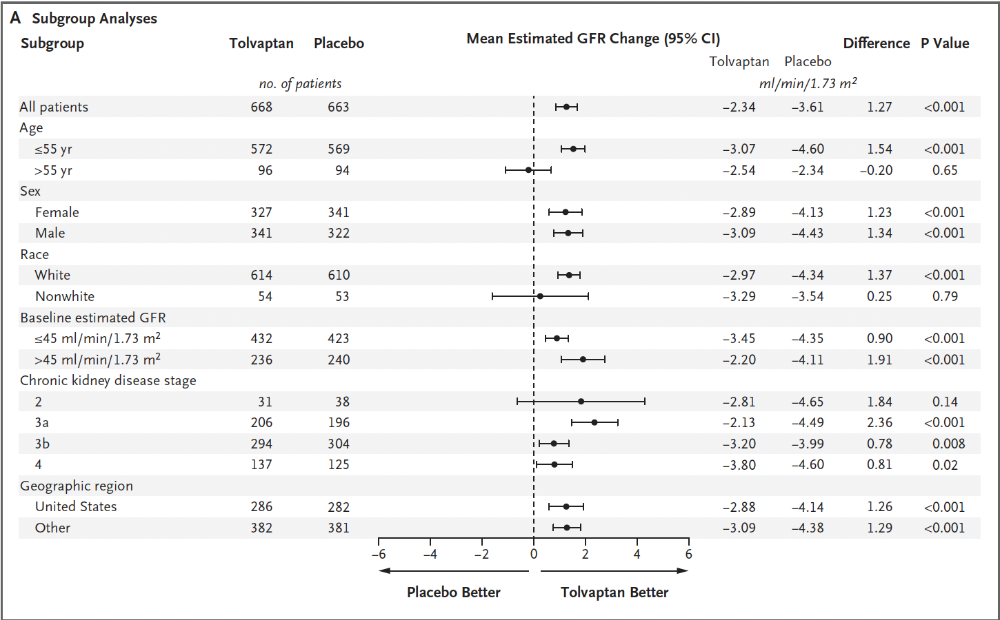 A Subgroup Analyses
Subgroup Tolvaptan Placebo Mean Estimated GFR Change (95% CI) Difference P Value
Tolvaptan Placebo
no. of patients ml/min/1.73 m²
All patients 668 663 −2.34 −3.61 1.27 <0.001
Age
≤55 yr 572 569 −3.07 −4.60 1.54 <0.001
>55 yr 96 94 −2.54 −2.34 −0.20 0.65
Sex
Female 327 341 −2.89 −4.13 1.23 <0.001
Male 341 322 −3.09 −4.43 1.34 <0.001
Race
White 614 610 −2.97 −4.34 1.37 <0.001
Nonwhite 54 53 −3.29 −3.54 0.25 0.79
Baseline estimated GFR
≤45 ml/min/1.73 m² 432 423 −3.45 −4.35 0.90 <0.001
>45 ml/min/1.73 m² 236 240 −2.20 −4.11 1.91 <0.001
Chronic kidney disease stage
2 31 38 −2.81 −4.65 1.84 0.14
3a 206 196 −2.13 −4.49 2.36 <0.001
3b 294 304 −3.20 −3.99 0.78 0.008
4 137 125 −3.80 −4.60 0.81 0.02
Geographic region
United States 286 282 −2.88 −4.14 1.26 <0.001
Other 382 381 −3.09 −4.38 1.29 <0.001
−6 −4 −2 0 2 4 6
Placebo Better Tolvaptan Better